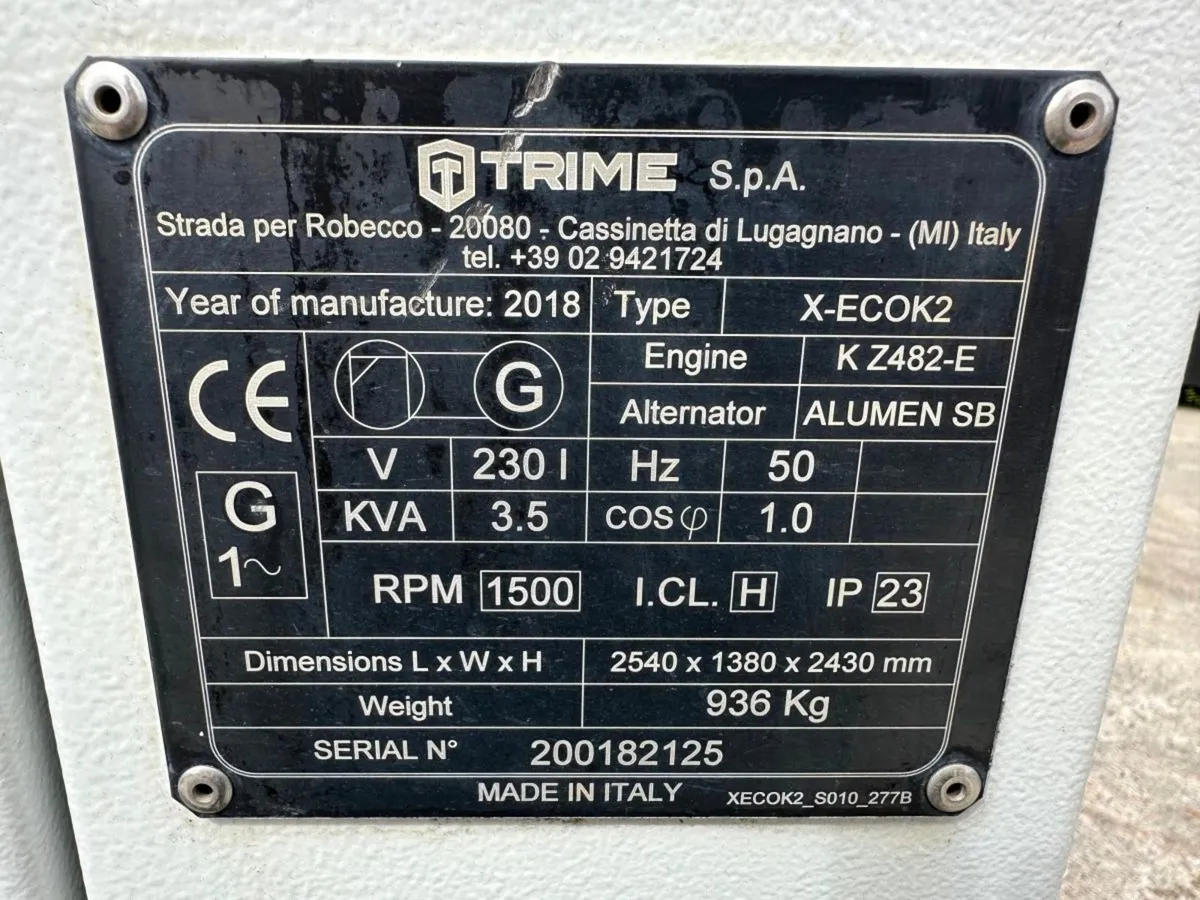 TRIME S.p.A.
Strada per Robecco - 20080 - Cassinetta di Lugagnano - (MI) Italy
tel. +39 02 9421724
Year of manufacture: 2018 Type X-ECOK2
CE G Engine K Z482-E
Alternator ALUMEN SB
V 230 I Hz 50
G 1~ KVA 3.5 COS φ 1.0
RPM 1500 I.CL. H IP 23
Dimensions L x W x H 2540 x 1380 x 2430 mm
Weight 936 Kg
SERIAL N° 200182125
MADE IN ITALY XECOK2_S010_277B